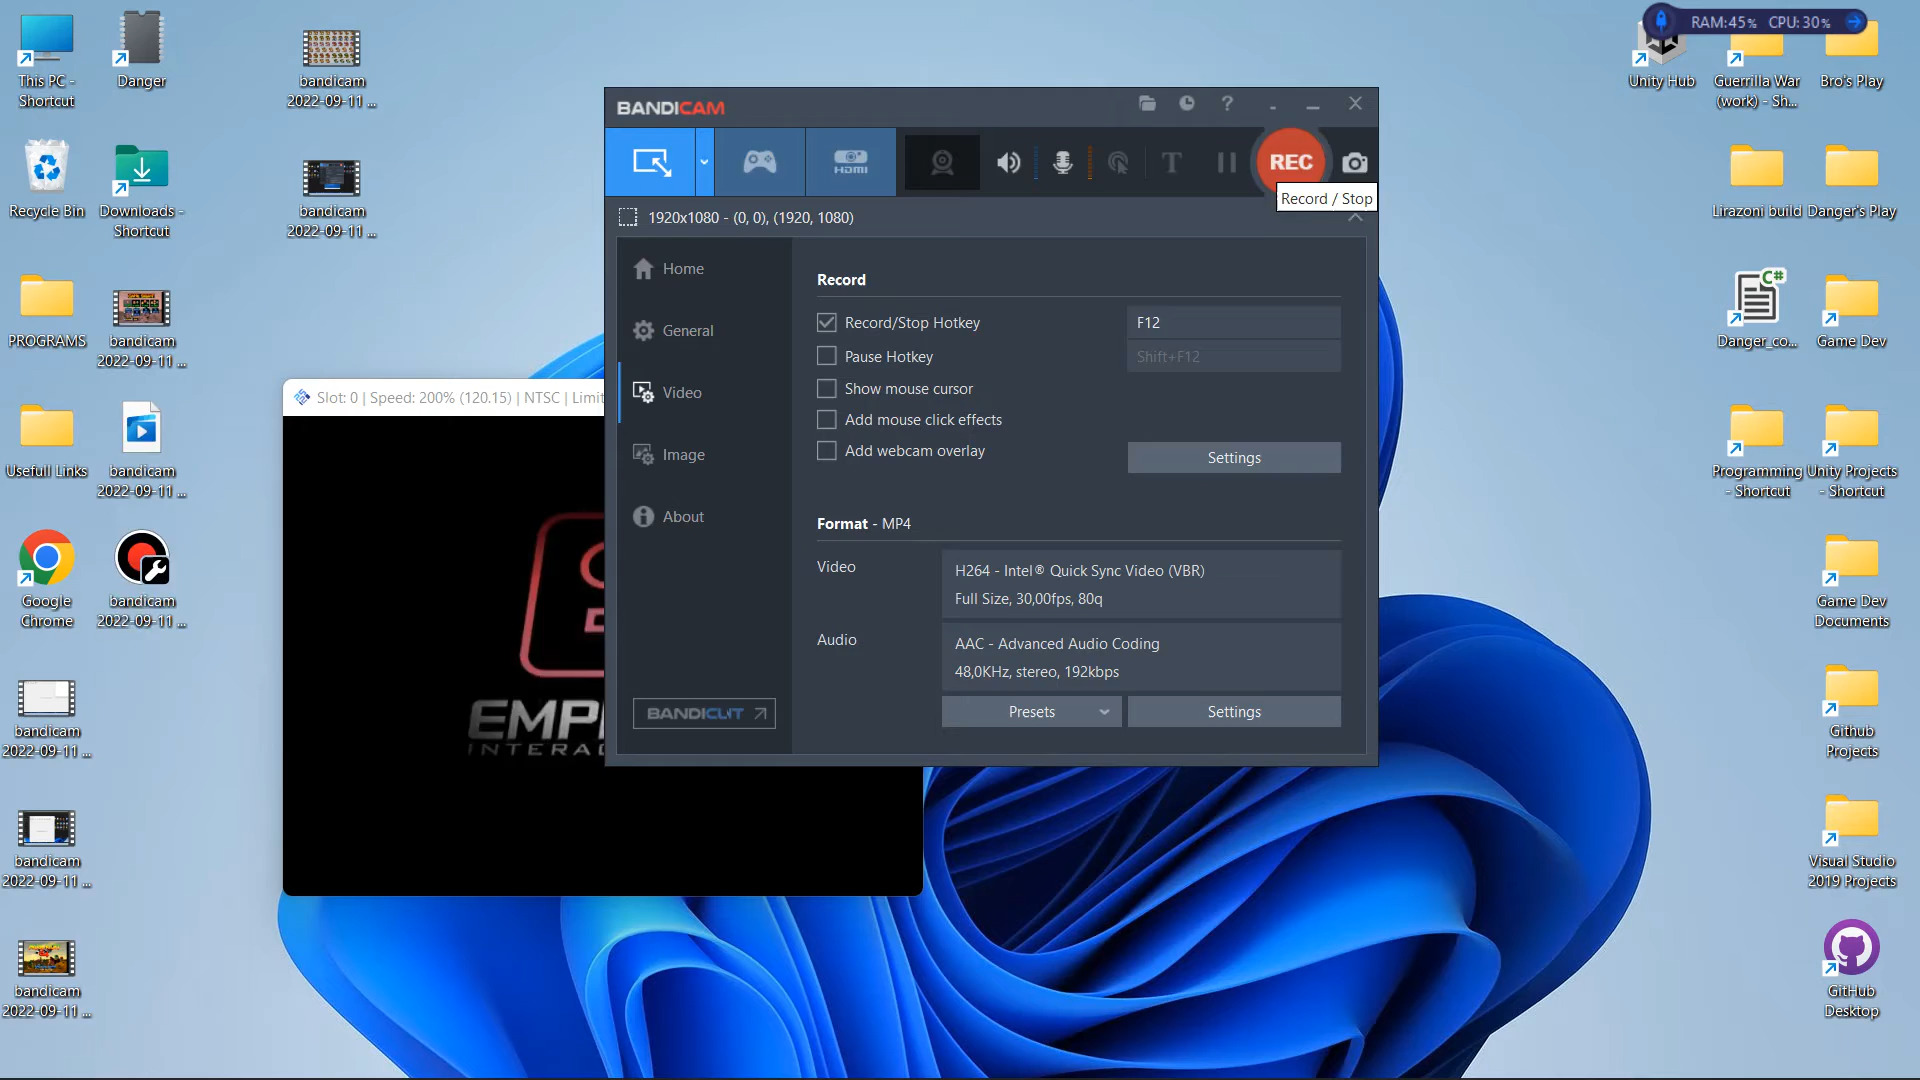 This PC -
Shortcut
Danger
bandicam
2022-09-11 ...
Recycle Bin
Downloads -
Shortcut
bandicam
2022-09-11 ...
PROGRAMS
bandicam
2022-09-11 ...
Usefull Links
bandicam
2022-09-11 ...
Google
Chrome
bandicam
2022-09-11 ...
bandicam
2022-09-11 ...
bandicam
2022-09-11 ...
bandicam
2022-09-11 ...
Slot: 0 | Speed: 200% (120.15) | NTSC | Limit
EMP
INTERAC
BANDICAM
?
HDMI
T
REC
Record / Stop
1920x1080 - (0, 0), (1920, 1080)
Home
General
Video
Image
About
BANDICUT
Record
Record/Stop Hotkey
F12
Pause Hotkey
Shift+F12
Show mouse cursor
Add mouse click effects
Add webcam overlay
Settings
Format - MP4
Video
H264 - Intel® Quick Sync Video (VBR)
Full Size, 30,00fps, 80q
Audio
AAC - Advanced Audio Coding
48,0KHz, stereo, 192kbps
Presets
Settings
RAM:45% CPU:30%
Unity Hub
Guerrilla War
(work) - Sh...
Bro's Play
Lirazoni build
Danger's Play
C#
Danger_co...
Game Dev
Programming
- Shortcut
Unity Projects
- Shortcut
Game Dev
Documents
Github
Projects
Visual Studio
2019 Projects
GitHub
Desktop